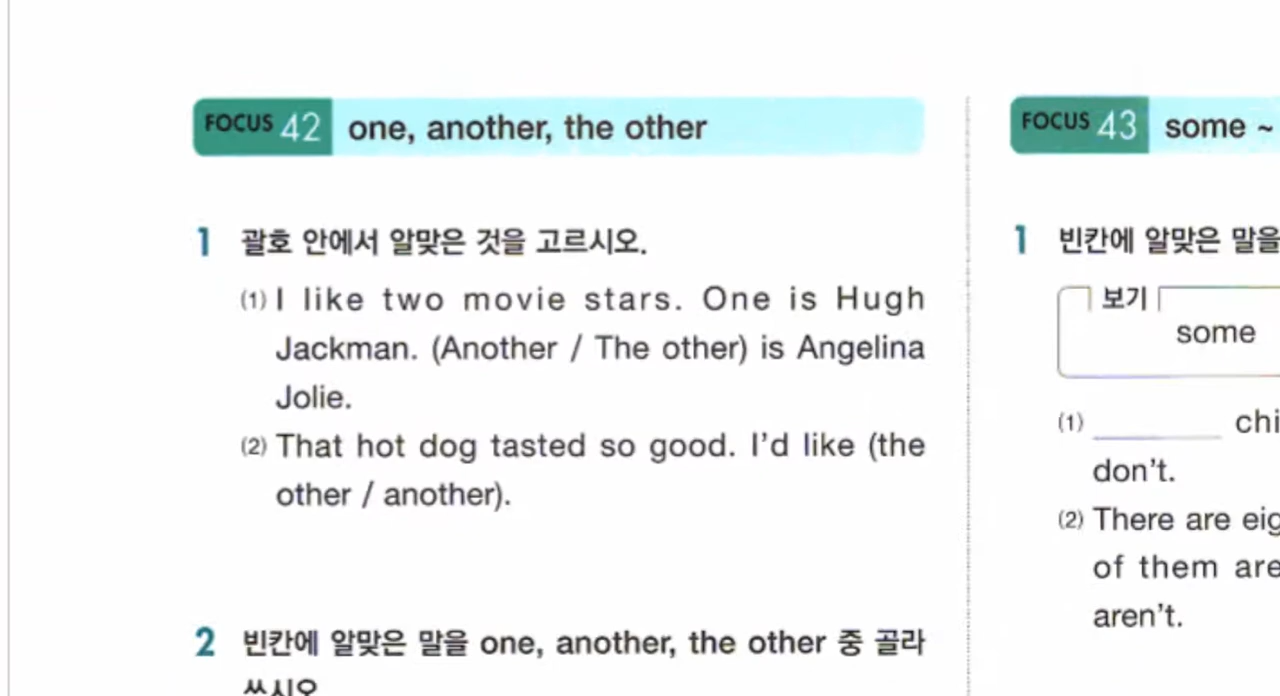 FOCUS 42 one, another, the other
1 괄호 안에서 알맞은 것을 고르시오.
(1) I like two movie stars. One is Hugh
Jackman. (Another / The other) is Angelina
Jolie.
(2) That hot dog tasted so good. I'd like (the
other / another).
2 빈칸에 알맞은 말을 one, another, the other 중 골라
쓰시오
FOCUS 43 some ~
1 빈칸에 알맞은 말을
보기
some
(1) ________ chi
don't.
(2) There are eig
of them are
aren't.